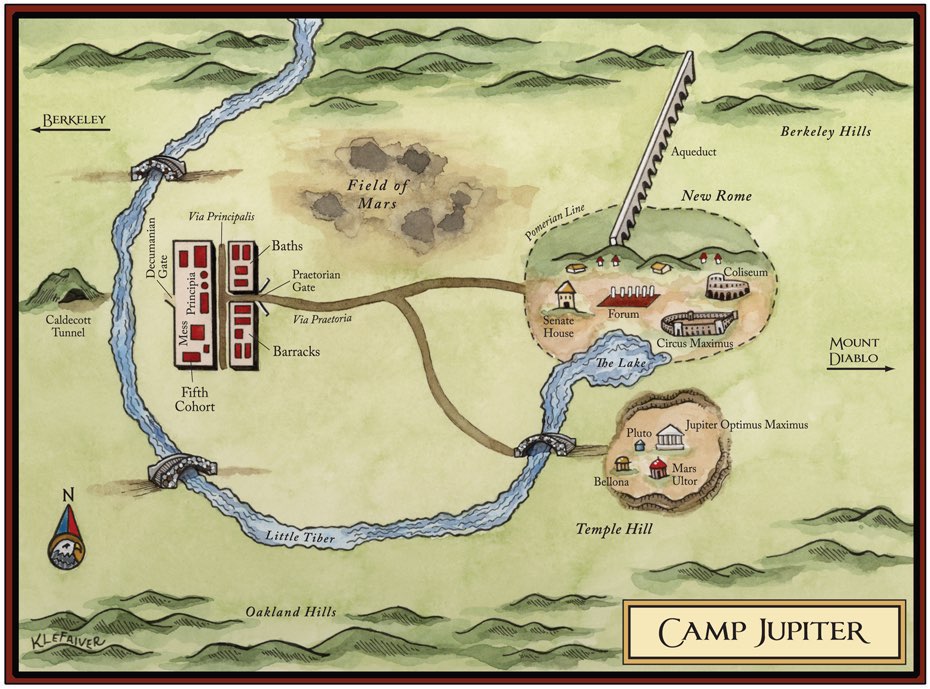 Berkeley
Berkeley Hills
Aqueduct
Field of
Mars
New Rome
Pomerian Line
Via Principalis
Decumanian
Gate
Baths
Principia
Praetorian
Gate
Coliseum
Caldecott
Tunnel
Via Praetoria
Senate
House
Forum
Circus Maximus
Mess
Barracks
The Lake
Mount
Diablo
Fifth
Cohort
Pluto
Jupiter Optimus Maximus
Bellona
Mars
Ultor
N
Temple Hill
Little Tiber
Oakland Hills
KLEFAIVER
Camp Jupiter